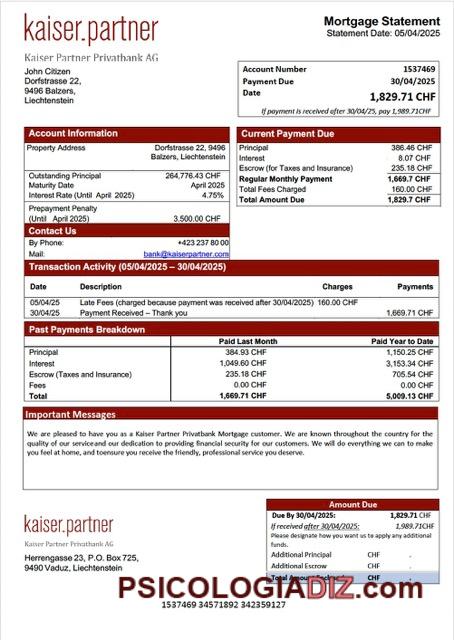 kaiser.partner
Kaiser Partner Privatbank AG
Mortgage Statement
Statement Date: 05/04/2025
John Citizen
Dorfstrasse 22,
9496 Balzers,
Liechtenstein
Account Number 1537469
Payment Due 30/04/2025
Date 1,829.71 CHF
If payment is received after 30/04/25, pay 1,989.71CHF
Account Information
Property Address Dorfstrasse 22, 9496
Balzers, Liechtenstein
Outstanding Principal 264,776.43 CHF
Maturity Date April 2025
Interest Rate (Until April 2025) 4.75%
Prepayment Penalty
(Until April 2025) 3,500.00 CHF
Contact Us
By Phone: +423 237 80 00
Mail: bank@kaiserpartner.com
Current Payment Due
Principal 386.46 CHF
Interest 8.07 CHF
Escrow (for Taxes and Insurance) 235.18 CHF
Regular Monthly Payment 1,669.7 CHF
Total Fees Charged 160.00 CHF
Total Amount Due 1,829.7 CHF
Transaction Activity (05/04/2025 – 30/04/2025)
Date Description Charges Payments
05/04/25 Late Fees (charged because payment was received after 30/04/2025) 160.00 CHF
30/04/25 Payment Received – Thank you 1,669.71 CHF
Past Payments Breakdown
Paid Last Month Paid Year to Date
Principal 384.93 CHF 1,150.25 CHF
Interest 1,049.60 CHF 3,153.34 CHF
Escrow (Taxes and Insurance) 235.18 CHF 705.54 CHF
Fees 0.00 CHF 0.00 CHF
Total 1,669.71 CHF 5,009.13 CHF
Important Messages
We are pleased to have you as a Kaiser Partner Privatbank Mortgage customer. We are known throughout the country for the
quality of our service and our dedication to providing financial security for our customers. We will do everything we can to make
you feel at home, and to ensure you receive the friendly, professional service you deserve.
kaiser.partner
Kaiser Partner Privatbank AG
Herrengasse 23, P.O. Box 725,
9490 Vaduz, Liechtenstein
Amount Due
Due By 30/04/2025: 1,829.71 CHF
If received after 30/04/2025: 1,989.71CHF
Please designate how you want us to apply any additional
funds.
Additional Principal CHF .
Additional Escrow CHF .
Total Amount CHF .
PSICOLOGIADIZ.com
1537469 34571892 342359127